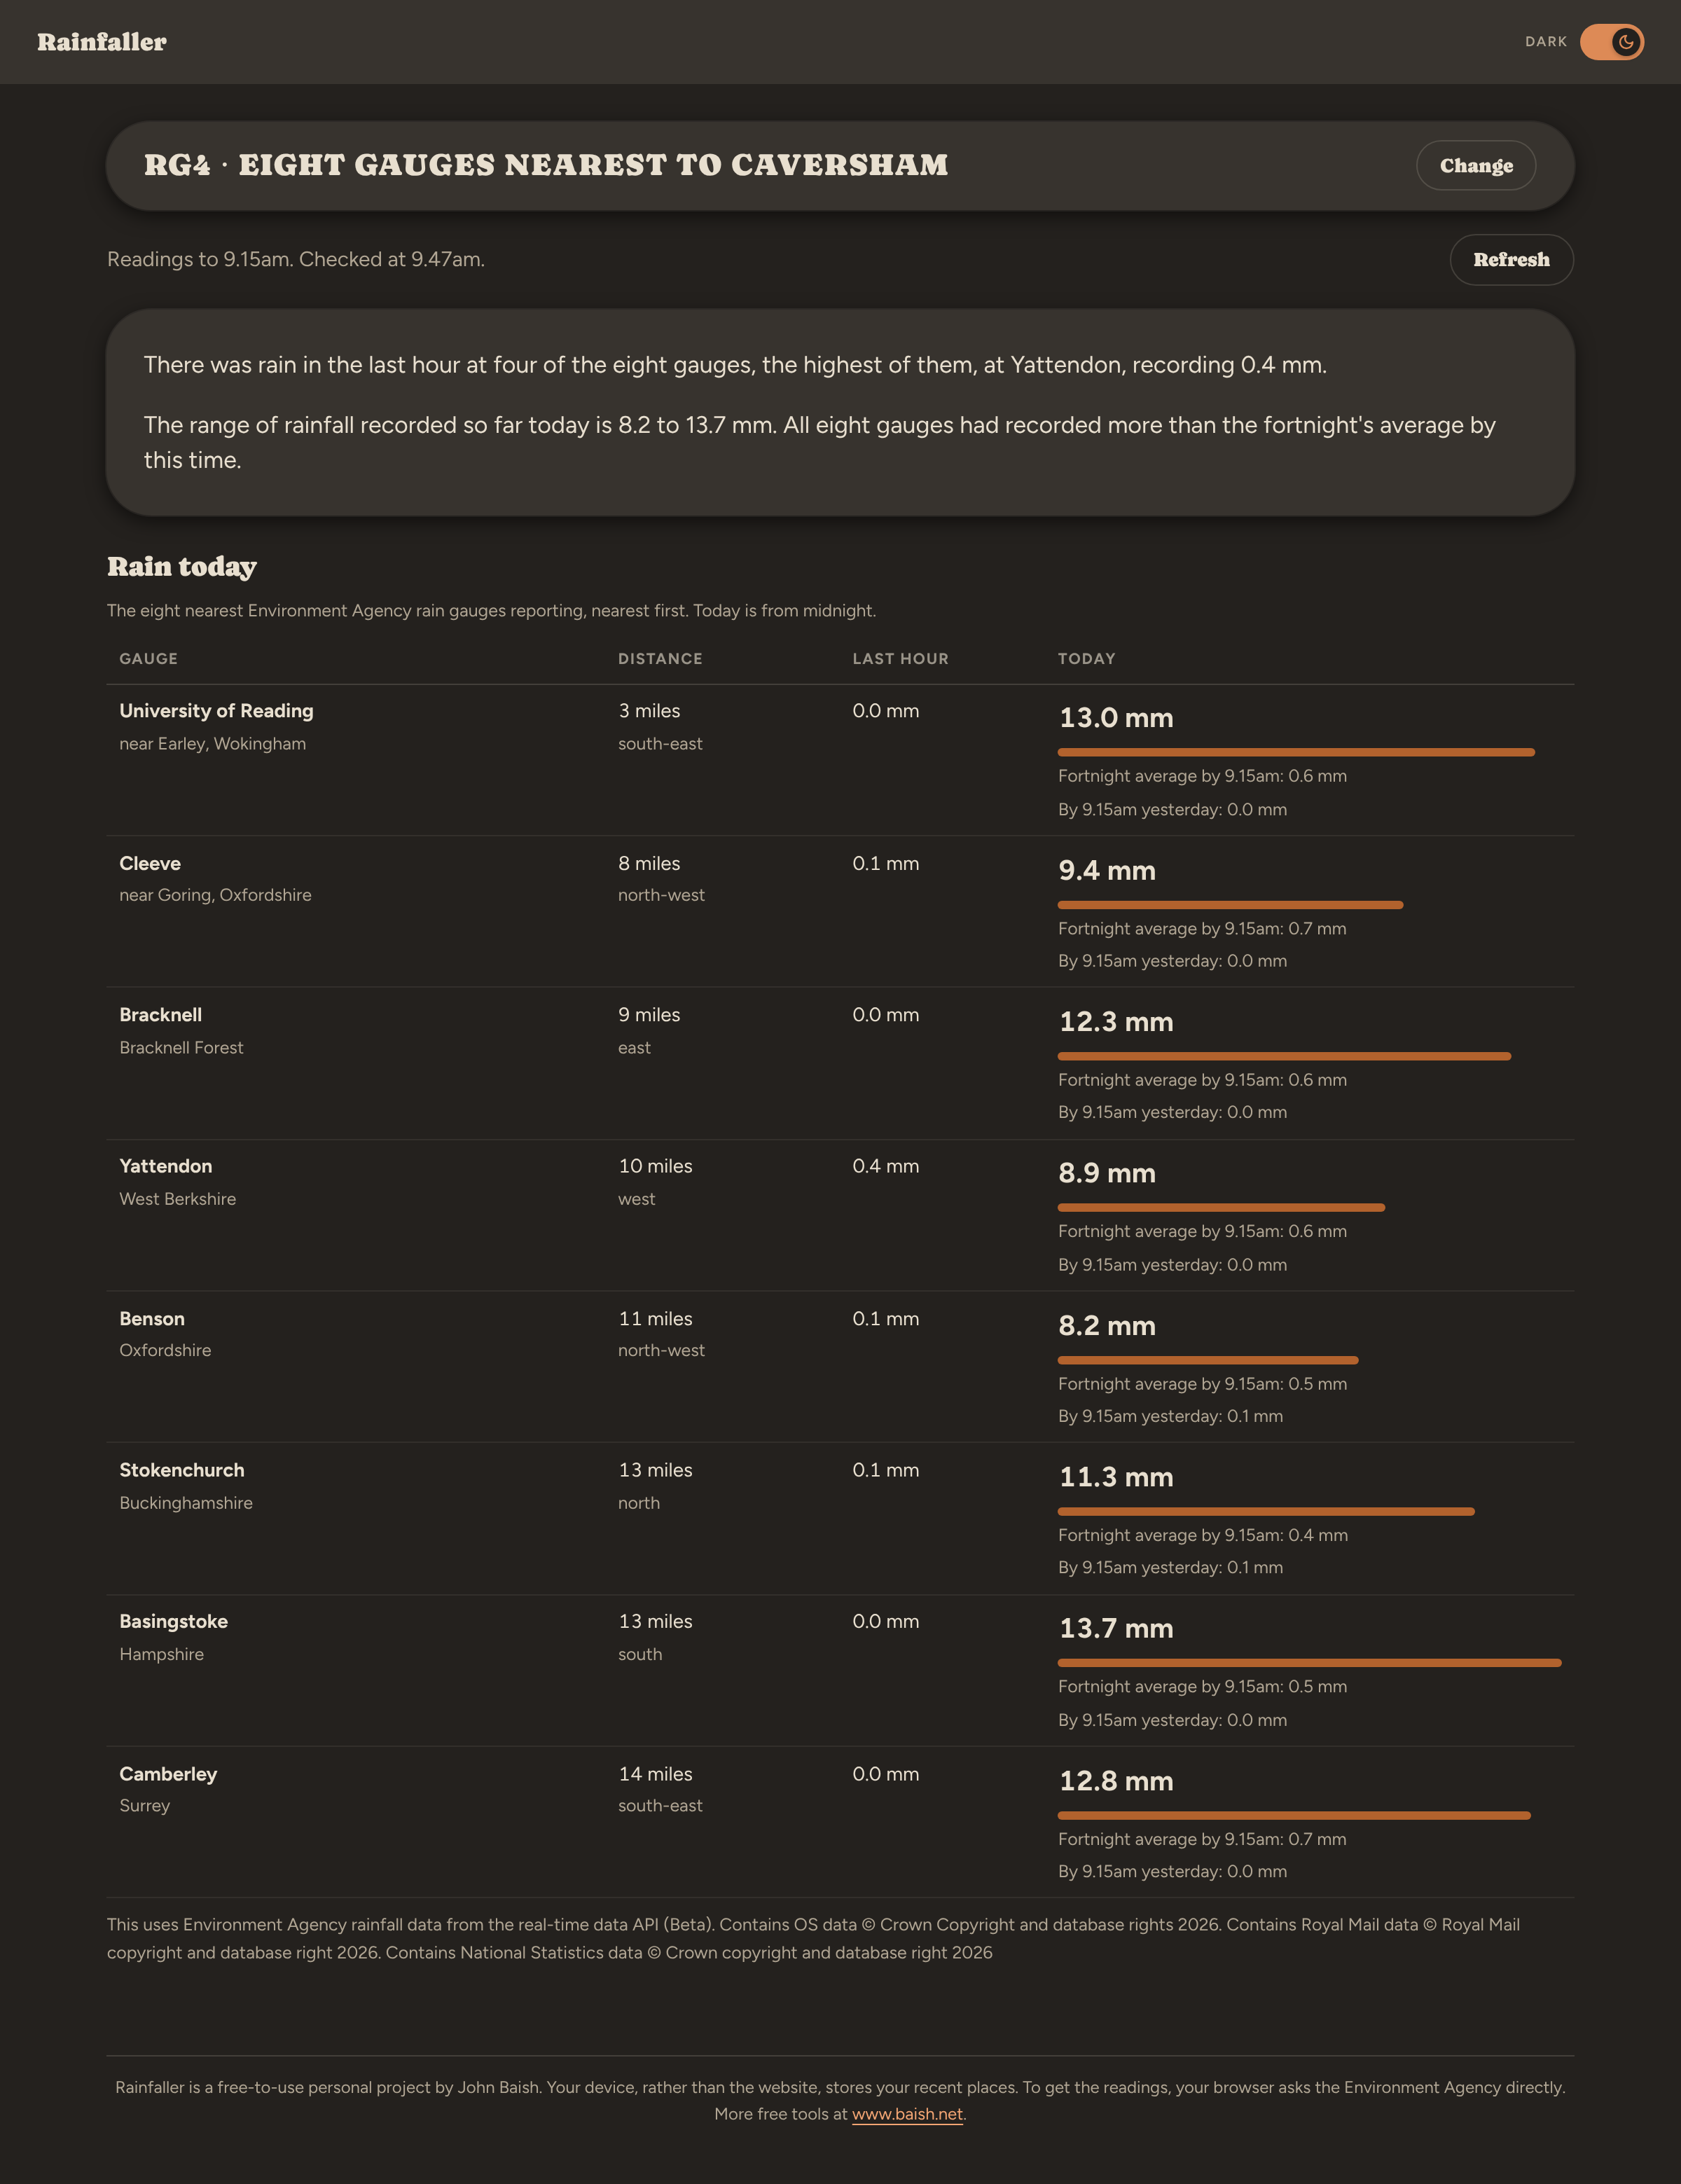 Rainfaller
DARK
RG4 · EIGHT GAUGES NEAREST TO CAVERSHAM
Change
Readings to 9.15am. Checked at 9.47am.
Refresh
There was rain in the last hour at four of the eight gauges, the highest of them, at Yattendon, recording 0.4 mm.
The range of rainfall recorded so far today is 8.2 to 13.7 mm. All eight gauges had recorded more than the fortnight's average by
this time.
Rain today
The eight nearest Environment Agency rain gauges reporting, nearest first. Today is from midnight.
GAUGE DISTANCE LAST HOUR TODAY
University of Reading 3 miles 0.0 mm 13.0 mm
near Earley, Wokingham south-east
Fortnight average by 9.15am: 0.6 mm
By 9.15am yesterday: 0.0 mm
Cleeve 8 miles 0.1 mm 9.4 mm
near Goring, Oxfordshire north-west
Fortnight average by 9.15am: 0.7 mm
By 9.15am yesterday: 0.0 mm
Bracknell 9 miles 0.0 mm 12.3 mm
Bracknell Forest east
Fortnight average by 9.15am: 0.6 mm
By 9.15am yesterday: 0.0 mm
Yattendon 10 miles 0.4 mm 8.9 mm
West Berkshire west
Fortnight average by 9.15am: 0.6 mm
By 9.15am yesterday: 0.0 mm
Benson 11 miles 0.1 mm 8.2 mm
Oxfordshire north-west
Fortnight average by 9.15am: 0.5 mm
By 9.15am yesterday: 0.1 mm
Stokenchurch 13 miles 0.1 mm 11.3 mm
Buckinghamshire north
Fortnight average by 9.15am: 0.4 mm
By 9.15am yesterday: 0.1 mm
Basingstoke 13 miles 0.0 mm 13.7 mm
Hampshire south
Fortnight average by 9.15am: 0.5 mm
By 9.15am yesterday: 0.0 mm
Camberley 14 miles 0.0 mm 12.8 mm
Surrey south-east
Fortnight average by 9.15am: 0.7 mm
By 9.15am yesterday: 0.0 mm
This uses Environment Agency rainfall data from the real-time data API (Beta). Contains OS data © Crown Copyright and database rights 2026. Contains Royal Mail data © Royal Mail
copyright and database right 2026. Contains National Statistics data © Crown copyright and database right 2026
Rainfaller is a free-to-use personal project by John Baish. Your device, rather than the website, stores your recent places. To get the readings, your browser asks the Environment Agency directly.
More free tools at www.baish.net.